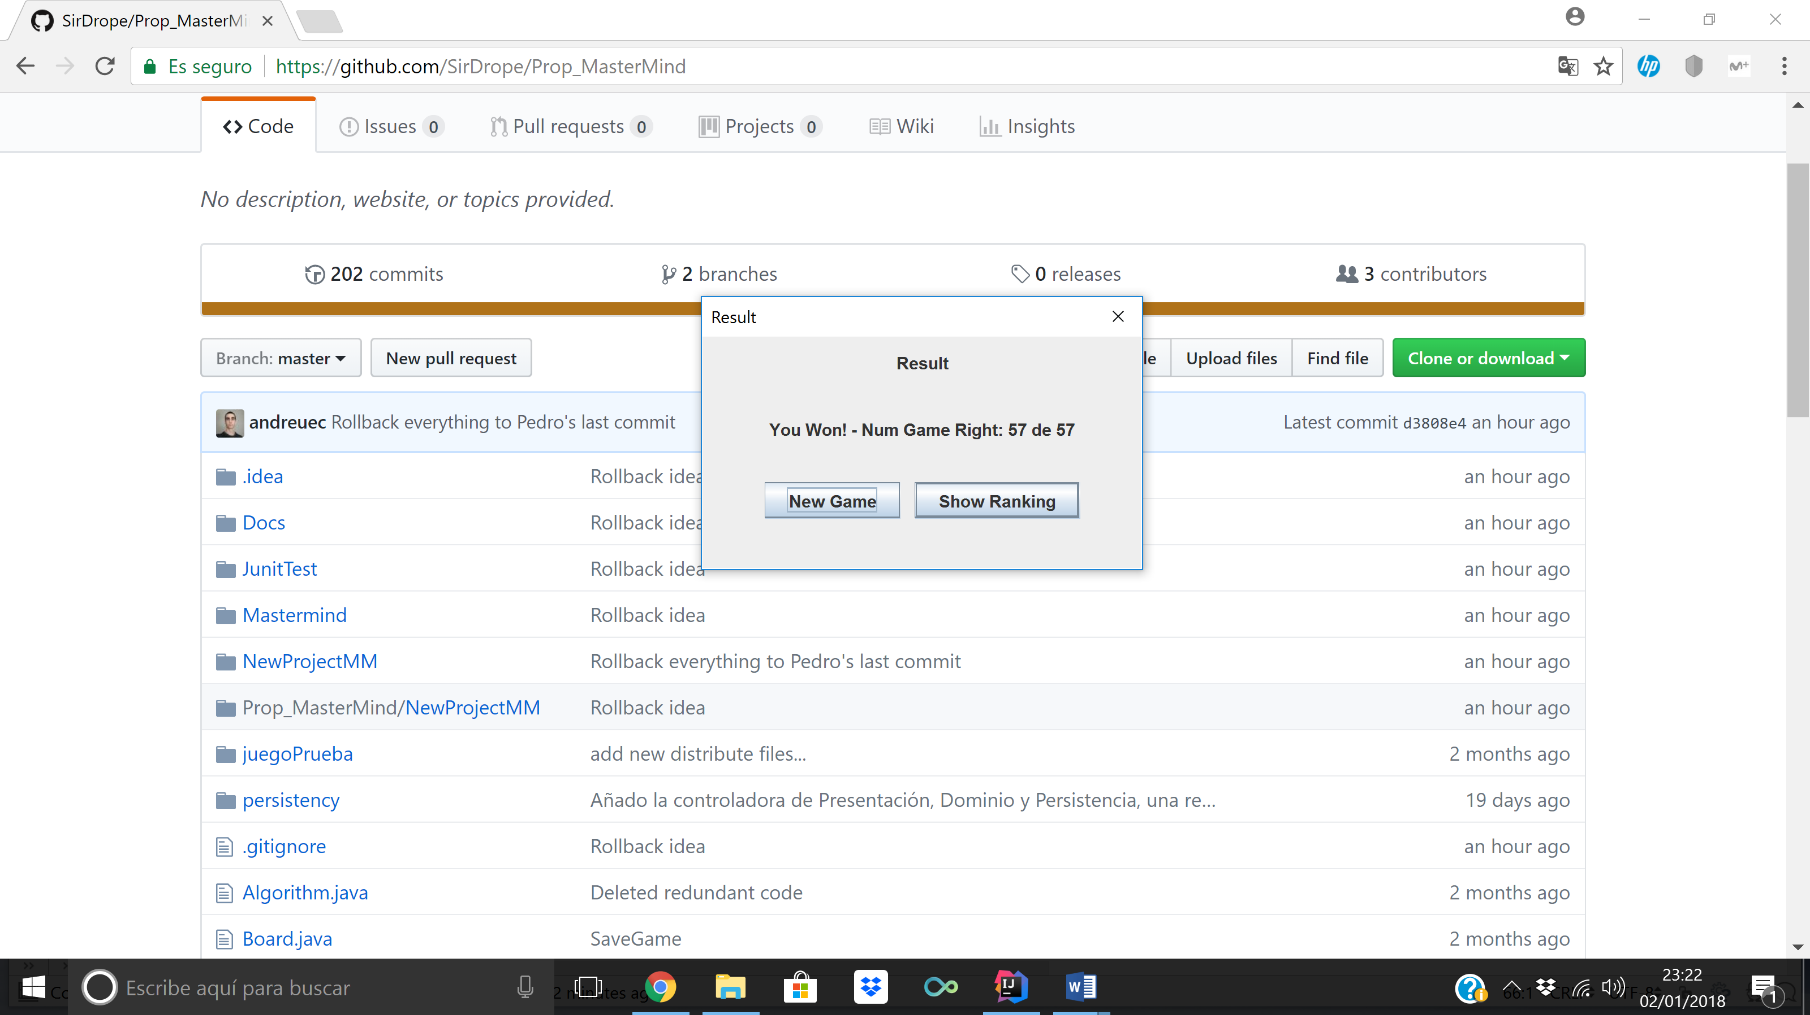 SirDrope/Prop_MasterMi
Es seguro https://github.com/SirDrope/Prop_MasterMind
Code Issues 0 Pull requests 0 Projects 0 Wiki Insights
No description, website, or topics provided.
202 commits 2 branches 0 releases 3 contributors
Branch: master New pull request le Upload files Find file Clone or download
Result
Result
You Won! - Num Game Right: 57 de 57
New Game Show Ranking
andreuec Rollback everything to Pedro's last commit Latest commit d3808e4 an hour ago
.idea Rollback idea an hour ago
Docs Rollback idea an hour ago
JunitTest Rollback idea an hour ago
Mastermind Rollback idea an hour ago
NewProjectMM Rollback everything to Pedro's last commit an hour ago
Prop_MasterMind/NewProjectMM Rollback idea an hour ago
juegoPrueba add new distribute files... 2 months ago
persistency Añado la controladora de Presentación, Dominio y Persistencia, una re... 19 days ago
.gitignore Rollback idea an hour ago
Algorithm.java Deleted redundant code 2 months ago
Board.java SaveGame 2 months ago
Escribe aquí para buscar
23:22
02/01/2018
1